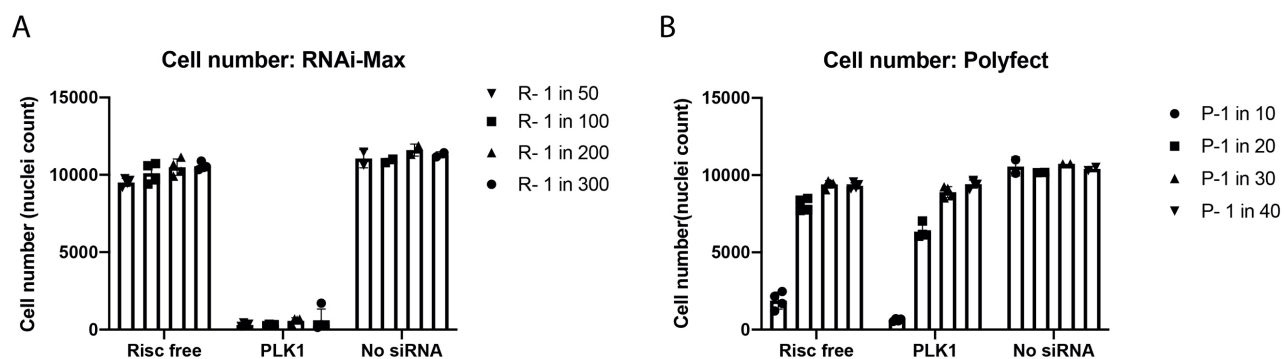 A
Cell number: RNAi-Max
Cell number (nuclei count)
15000
10000
5000
0
Risc free
PLK1
No siRNA
R- 1 in 50
R- 1 in 100
R- 1 in 200
R- 1 in 300
B
Cell number: Polyfect
Cell number(nuclei count)
15000
10000
5000
0
Risc free
PLK1
No siRNA
P-1 in 10
P-1 in 20
P-1 in 30
P- 1 in 40